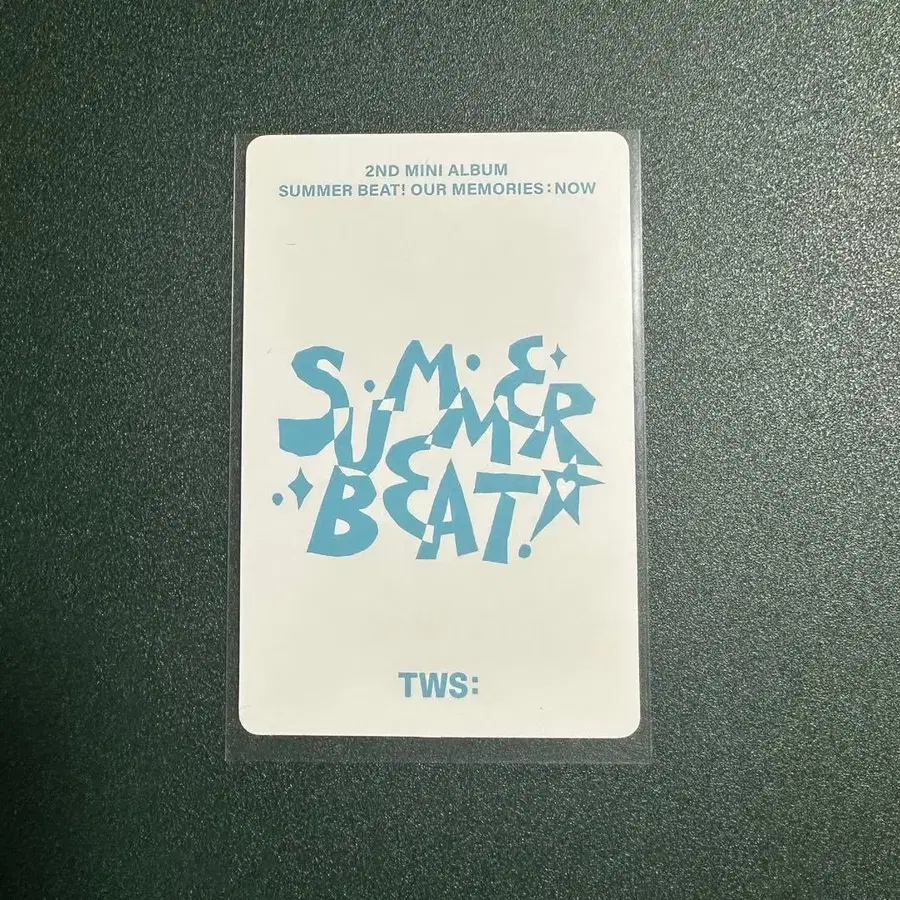 2ND MINI ALBUM
SUMMER BEAT! OUR MEMORIES:NOW
SUMMER
BEAT!
TWS: